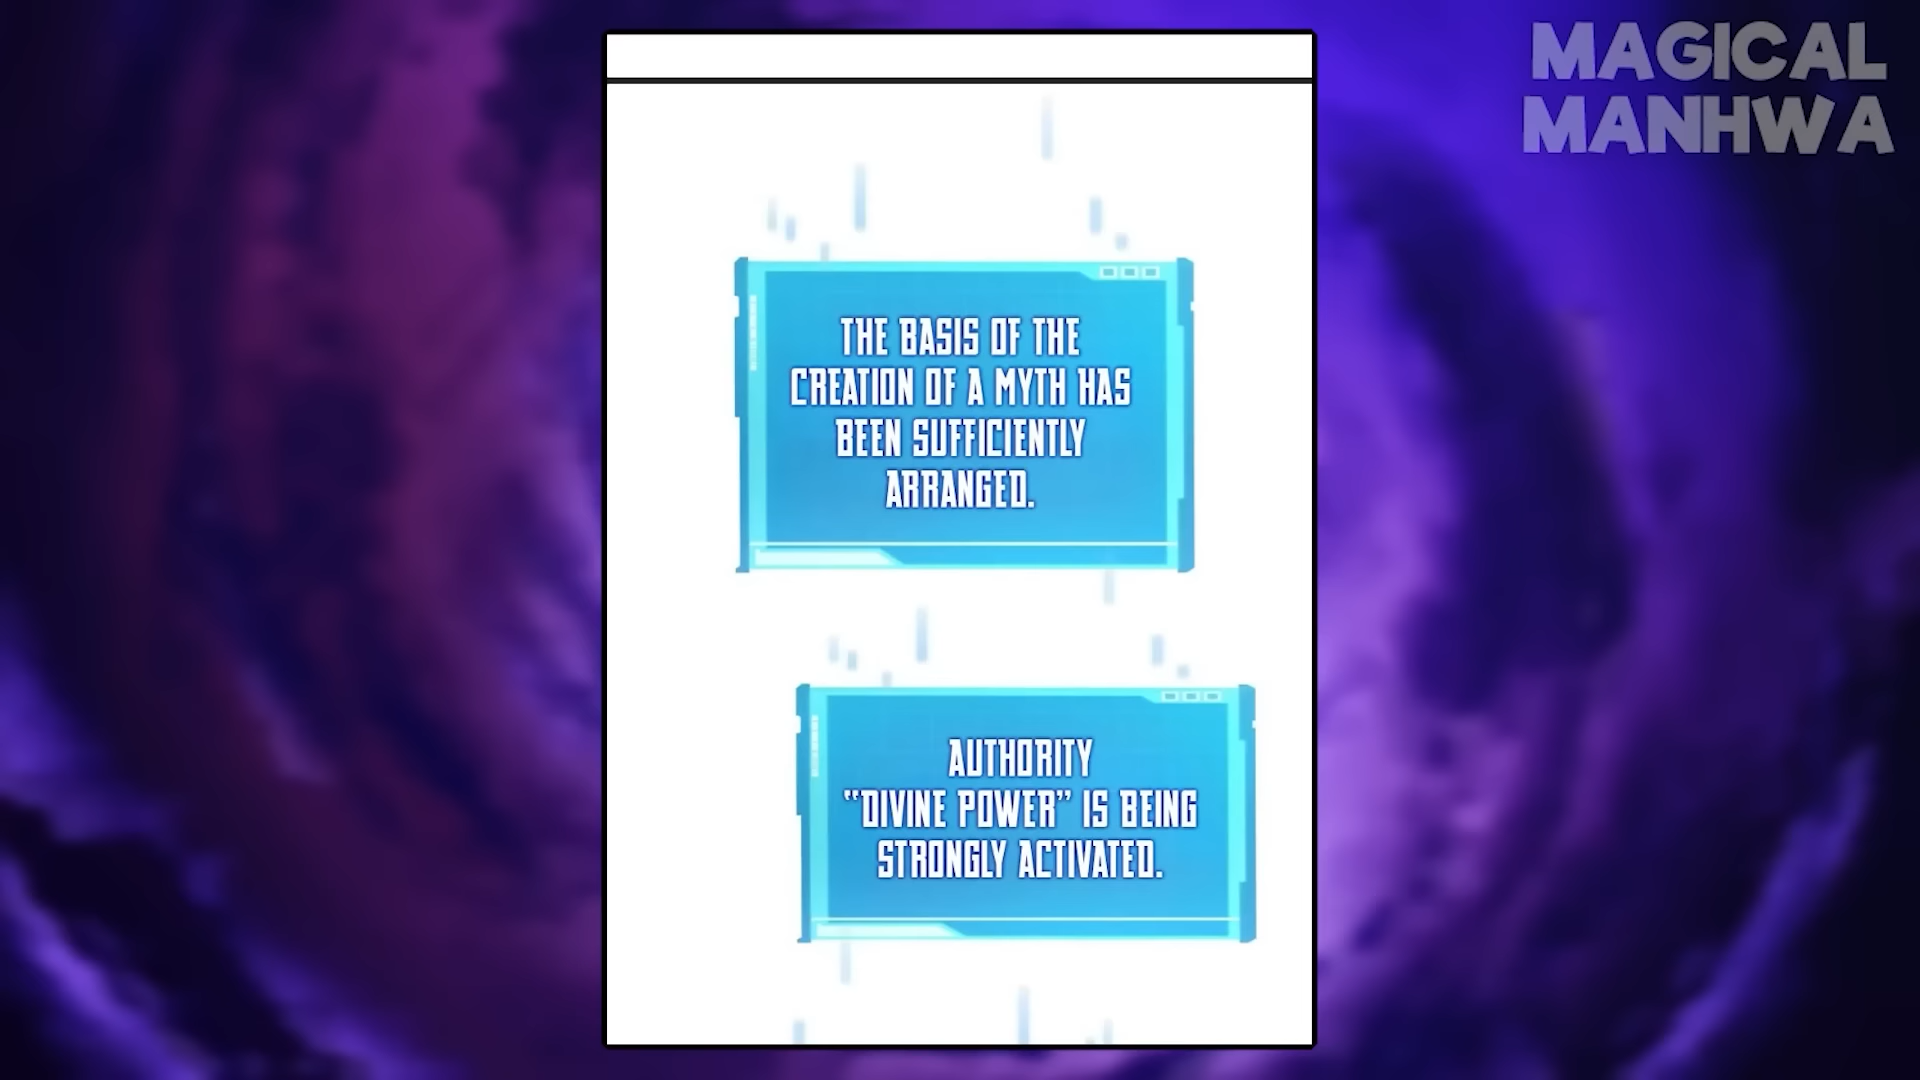 MAGICAL
MANHWA
THE BASIS OF THE
CREATION OF A MYTH HAS
BEEN SUFFICIENTLY
ARRANGED.
AUTHORITY
“DIVINE POWER” IS BEING
STRONGLY ACTIVATED.